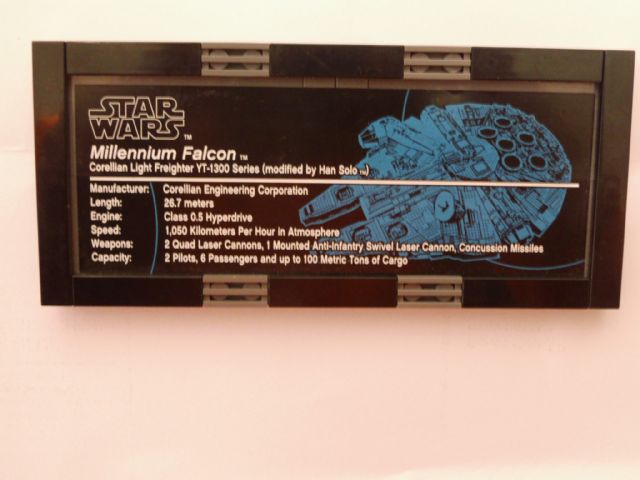 STAR
WARS™
Millennium Falcon™
Corellian Light Freighter YT-1300 Series (modified by Han Solo™)
Manufacturer: Corellian Engineering Corporation
Length: 26.7 meters
Engine: Class 0.5 Hyperdrive
Speed: 1,050 Kilometers Per Hour in Atmosphere
Weapons: 2 Quad Laser Cannons, 1 Mounted Anti-Infantry Swivel Laser Cannon, Concussion Missiles
Capacity: 2 Pilots, 6 Passengers and up to 100 Metric Tons of Cargo